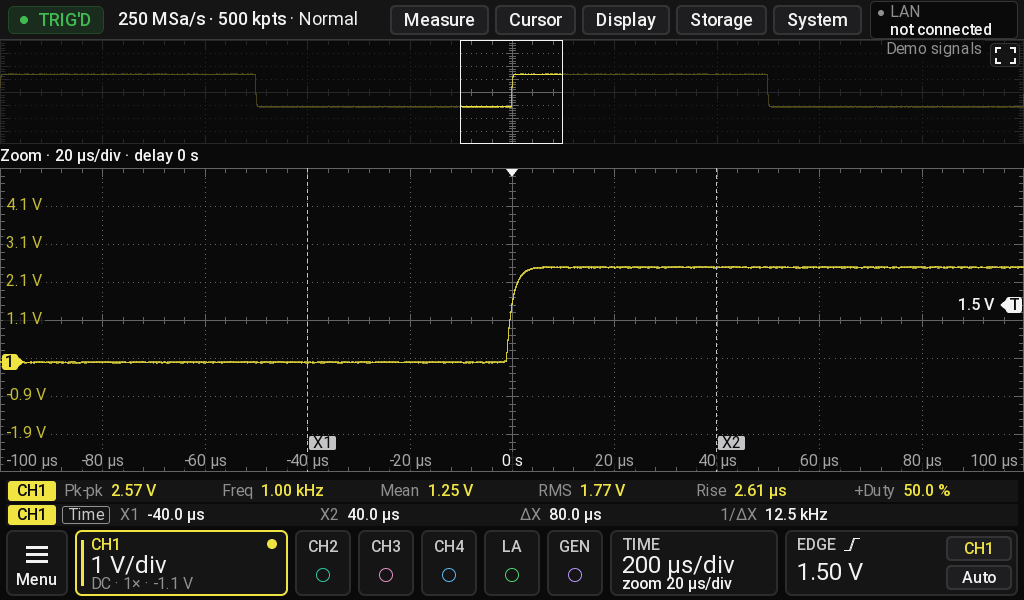 TRIG'D 250 MSa/s · 500 kpts · Normal Measure Cursor Display Storage System LAN
not connected
Demo signals
Zoom · 20 µs/div · delay 0 s
4.1 V
3.1 V
2.1 V
1.5 V T
1.1 V
1
-0.9 V
-1.9 V
X1 X2
-100 µs -80 µs -60 µs -40 µs -20 µs 0 s 20 µs 40 µs 60 µs 80 µs 100 µs
CH1 Pk-pk 2.57 V Freq 1.00 kHz Mean 1.25 V RMS 1.77 V Rise 2.61 µs +Duty 50.0 %
CH1 Time X1 -40.0 µs X2 40.0 µs ΔX 80.0 µs 1/ΔX 12.5 kHz
Menu
CH1
1 V/div
DC · 1× · -1.1 V
CH2 CH3 CH4 LA GEN
TIME
200 µs/div
zoom 20 µs/div
EDGE
1.50 V
CH1
Auto